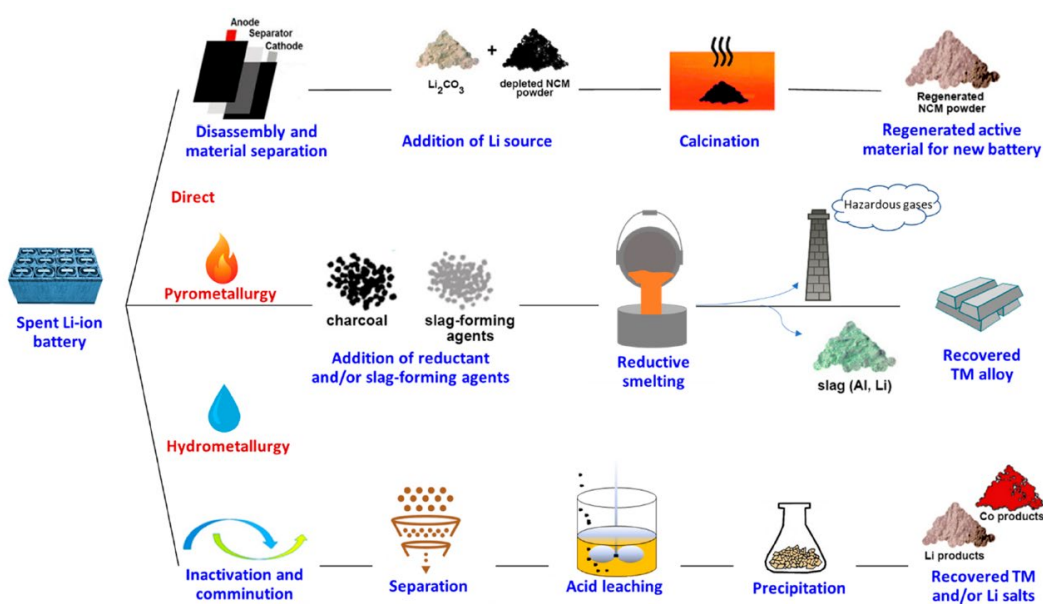 Anode
Separator
Cathode
Disassembly and
material separation
Li₂CO₃
+
depleted NCM
powder
Addition of Li source
Calcination
Regenerated
NCM powder
Regenerated active
material for new battery
Direct
Spent Li-ion
battery
Pyrometallurgy
charcoal
slag-forming
agents
Addition of reductant
and/or slag-forming agents
Reductive
smelting
Hazardous gases
slag (Al, Li)
Recovered
TM alloy
Hydrometallurgy
Inactivation and
comminution
Separation
Acid leaching
Precipitation
Co products
Li products
Recovered TM
and/or Li salts